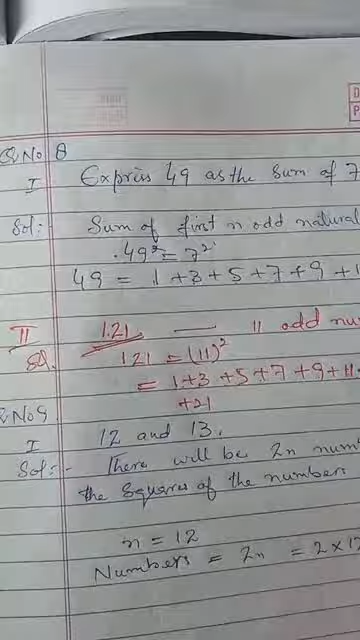 D
P
Q No 8
I Express 49 as the Sum of 7
Sol:- Sum of first n odd natural
49² = 7²
49 = 1+3+5+7+9+1
II 121 — 11 odd nu
Sol. 121 = (11)²
= 1+3+5+7+9+11
+21
Q No 9
I 12 and 13.
Sol:- There will be 2n num
the Squares of the numbers
n = 12
Numbers = 2n = 2×12